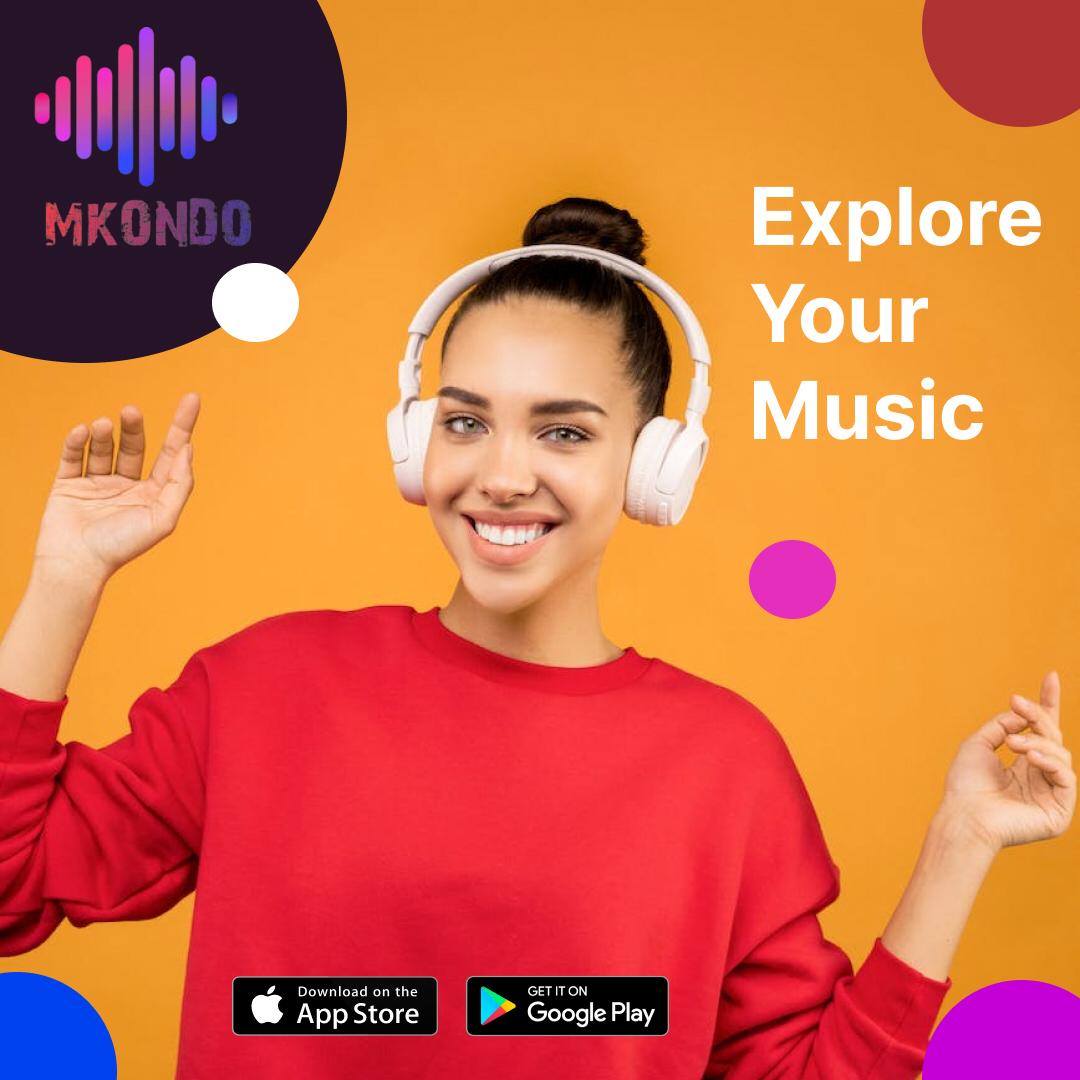 MKONDO
Explore
Your
Music
Download on the
App Store
GET IT ON
Google Play